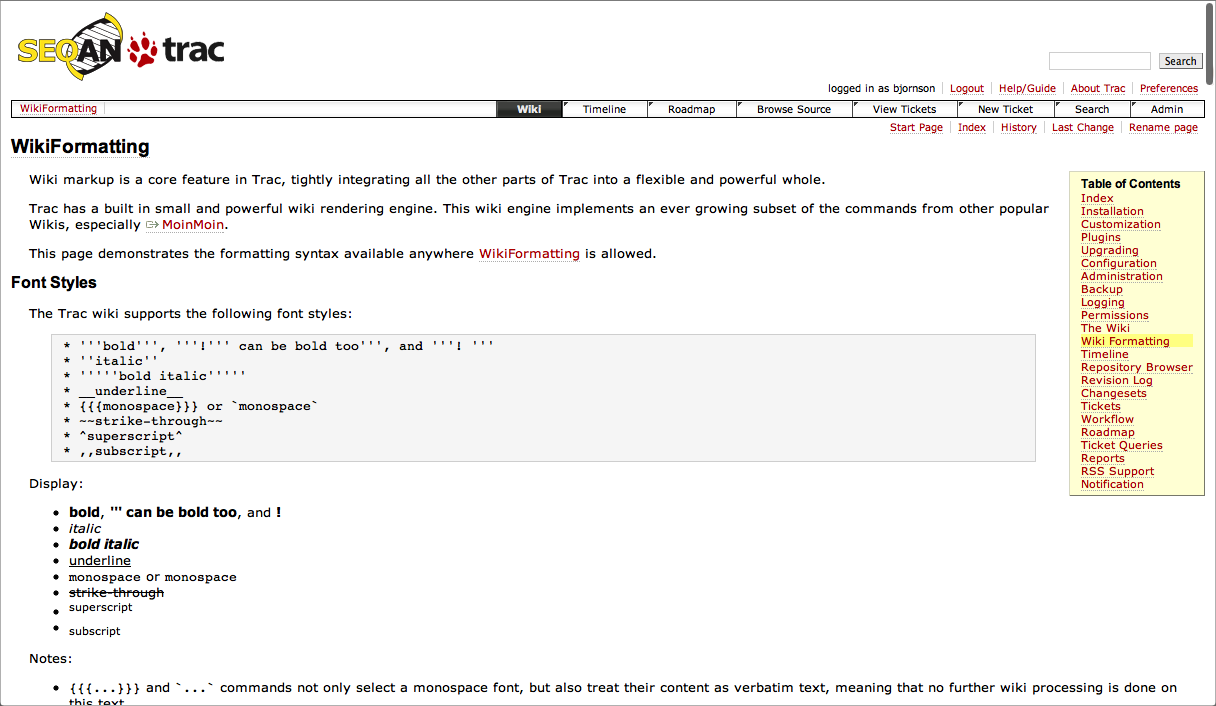 SEQAN trac
Search
logged in as bjornson Logout Help/Guide About Trac Preferences
WikiFormatting Wiki Timeline Roadmap Browse Source View Tickets New Ticket Search Admin
Start Page Index History Last Change Rename page
WikiFormatting
Wiki markup is a core feature in Trac, tightly integrating all the other parts of Trac into a flexible and powerful whole.
Trac has a built in small and powerful wiki rendering engine. This wiki engine implements an ever growing subset of the commands from other popular
Wikis, especially MoinMoin.
This page demonstrates the formatting syntax available anywhere WikiFormatting is allowed.
Font Styles
The Trac wiki supports the following font styles:
* '''bold''', '''!''' can be bold too''', and '''! '''
* ''italic''
* '''''bold italic'''''
* __underline__
* {{{monospace}}} or `monospace`
* ~~strike-through~~
* ^superscript^
* ,,subscript,,
Display:
• bold, ''' can be bold too, and !
• italic
• bold italic
• underline
• monospace or monospace
• strike-through
• superscript
• subscript
Notes:
• {{{...}}} and `...` commands not only select a monospace font, but also treat their content as verbatim text, meaning that no further wiki processing is done on
this text.
Table of Contents
Index
Installation
Customization
Plugins
Upgrading
Configuration
Administration
Backup
Logging
Permissions
The Wiki
Wiki Formatting
Timeline
Repository Browser
Revision Log
Changesets
Tickets
Workflow
Roadmap
Ticket Queries
Reports
RSS Support
Notification